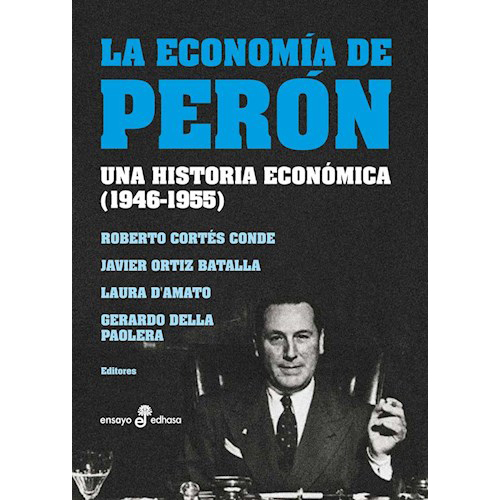 LA ECONOMÍA DE
PERÓN
UNA HISTORIA ECONÓMICA
(1946-1955)
ROBERTO CORTÉS CONDE
JAVIER ORTIZ BATALLA
LAURA D'AMATO
GERARDO DELLA
PAOLERA
Editores
ensayo edhasa